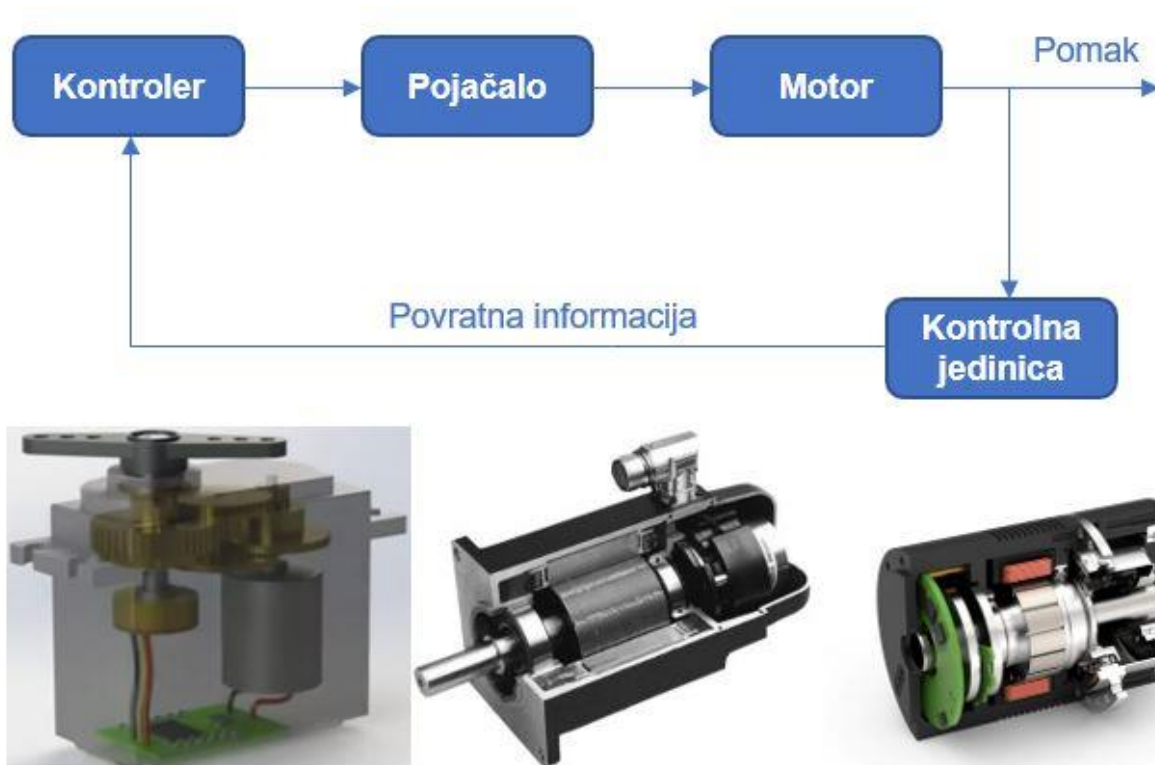 Kontroler
Pojačalo
Motor
Pomak
Povratna informacija
Kontrolna
jedinica